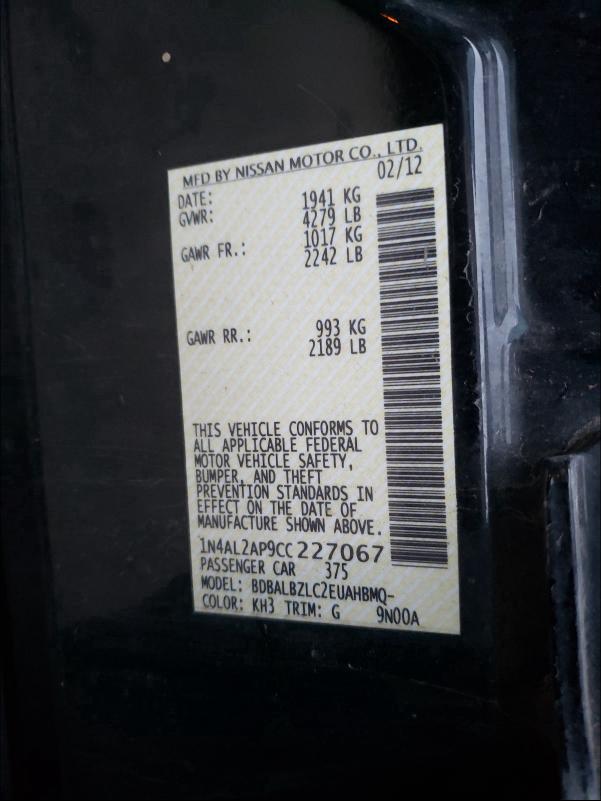 MFD BY NISSAN MOTOR CO., LTD.
DATE: 02/12
GVWR: 1941 KG
4279 LB
GAWR FR.: 1017 KG
2242 LB
GAWR RR.: 993 KG
2189 LB
THIS VEHICLE CONFORMS TO
ALL APPLICABLE FEDERAL
MOTOR VEHICLE SAFETY,
BUMPER, AND THEFT
PREVENTION STANDARDS IN
EFFECT ON THE DATE OF
MANUFACTURE SHOWN ABOVE.
1N4AL2AP9CC227067
PASSENGER CAR 375
MODEL: BDBALBZLC2EUAHBMQ-
COLOR: KH3 TRIM: G 9N00A